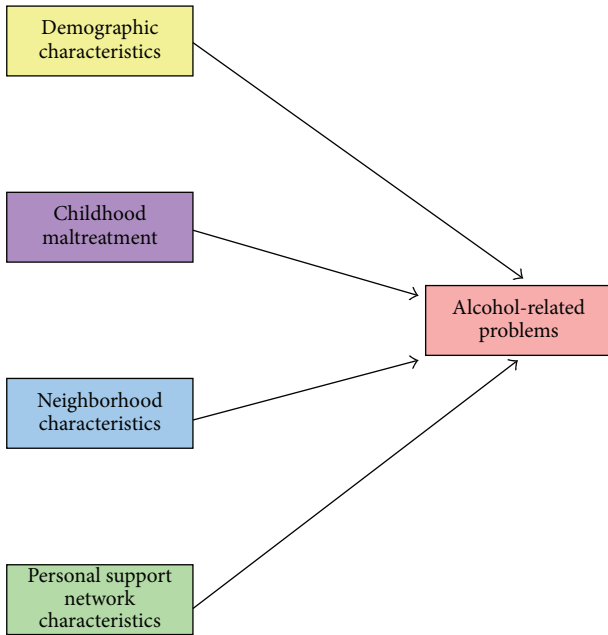 Demographic
characteristics
Childhood
maltreatment
Alcohol-related
problems
Neighborhood
characteristics
Personal support
network
characteristics